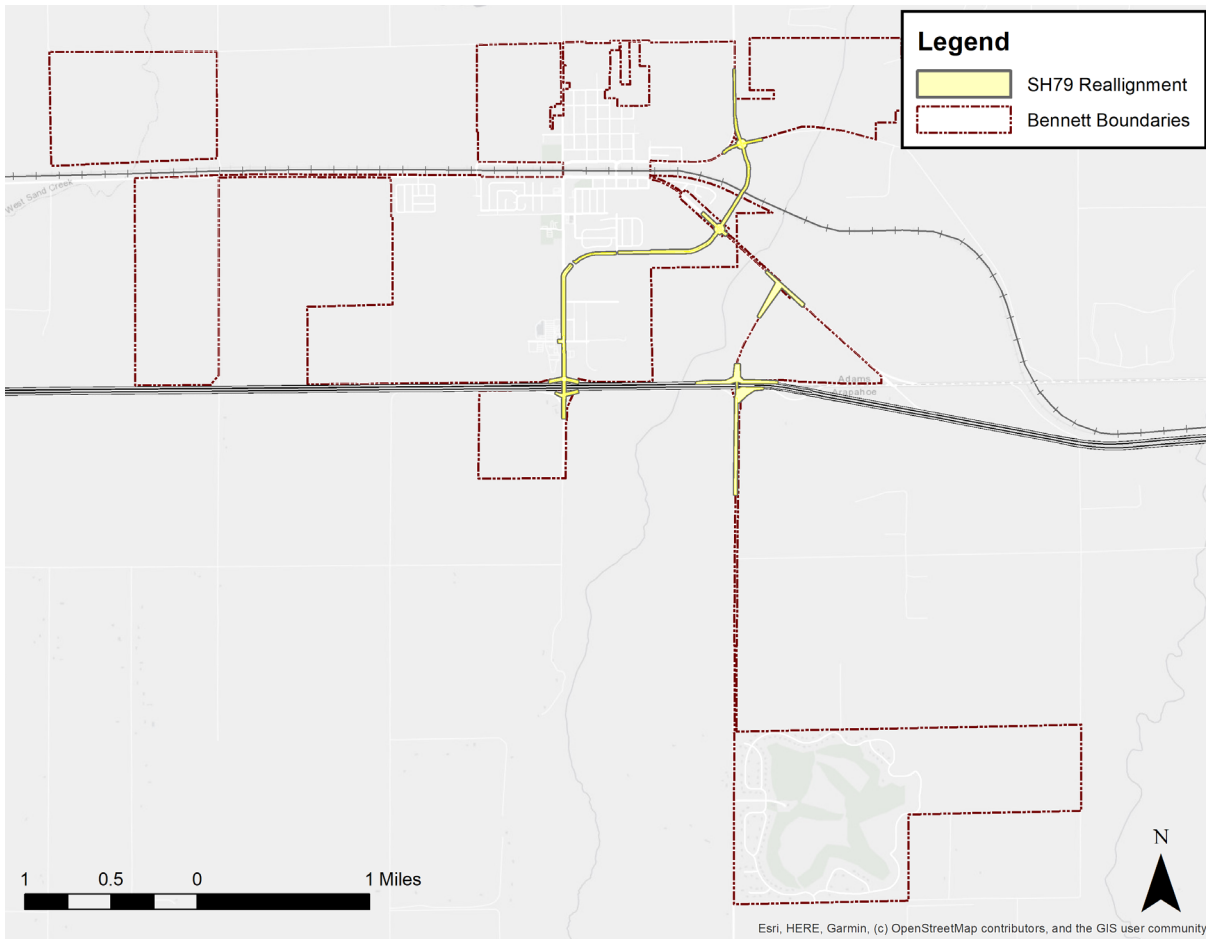 Legend
SH79 Reallignment
Bennett Boundaries
West Sand Creek
Adams
Arapahoe
1 0.5 0 1 Miles
N
Esri, HERE, Garmin, (c) OpenStreetMap contributors, and the GIS user community